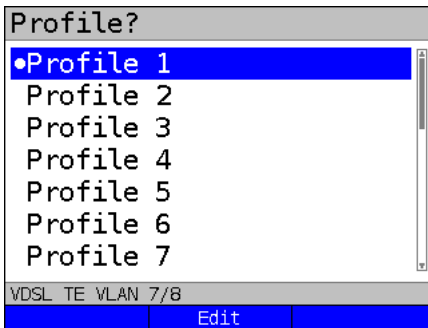 Profile?
•Profile 1
Profile 2
Profile 3
Profile 4
Profile 5
Profile 6
Profile 7
VDSL TE VLAN 7/8
Edit